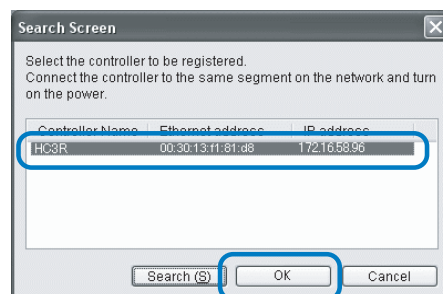 Search Screen
Select the controller to be registered.
Connect the controller to the same segment on the network and turn
on the power.
Controller Name Ethernet address IP address
HC3R 00:30:13:f1:81:d8 172.16.58.96
Search (S) OK Cancel